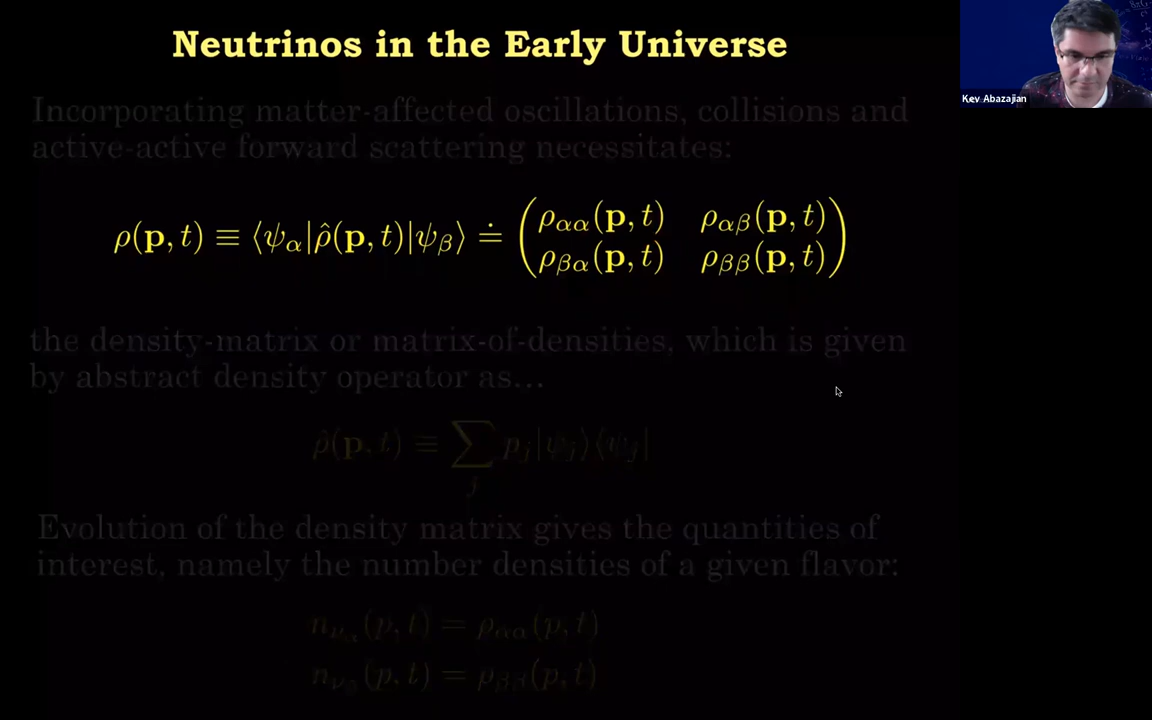 Neutrinos in the Early Universe
Kev Abazajian
Incorporating matter-affected oscillations, collisions and
active-active forward scattering necessitates:
ρ(p, t) ≡ ⟨ψ_α|ρ̂(p, t)|ψ_β⟩ ≐ ( ρ_αα(p, t) ρ_αβ(p, t)
ρ_βα(p, t) ρ_ββ(p, t) )
the density-matrix or matrix-of-densities, which is given
by abstract density operator as...
ρ̂(p, t) ≡ ∑_j p_j|ψ_j⟩⟨ψ_j|
Evolution of the density matrix gives the quantities of
interest, namely the number densities of a given flavor:
n_ν_α(p, t) = ρ_αα(p, t)
n_ν_β(p, t) = ρ_ββ(p, t)